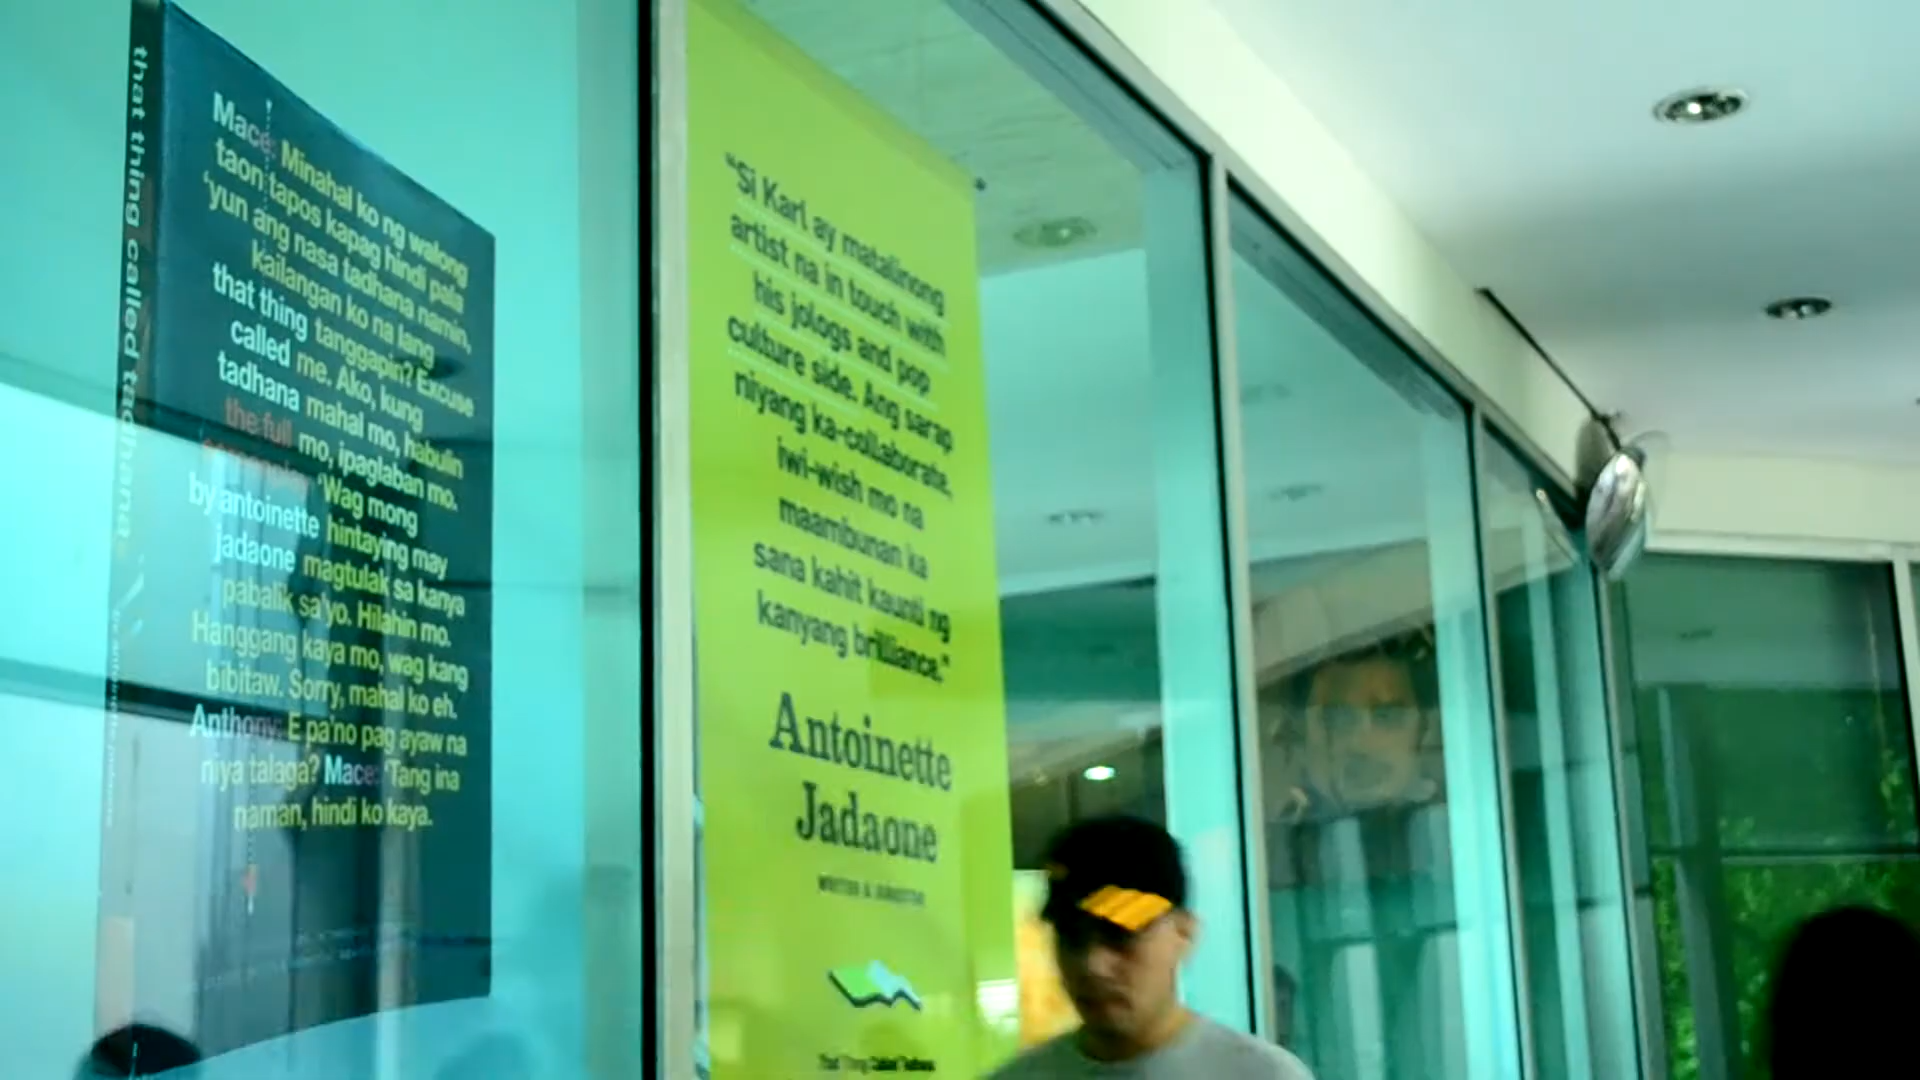 that thing called tadhana
Mace: Minahal ko ng walong
taon tapos kapag hindi pala
'yun ang nasa tadhana namin,
kailangan ko na lang
that thing tanggapin? Excuse
called me. Ako, kung
tadhana mahal mo, habulin
the full mo, ipaglaban mo.
'Wag mong
by antoinette hintaying may
jadaone magtulak sa kanya
pabalik sa'yo. Hilahin mo.
Hanggang kaya mo, wag kang
bibitaw. Sorry, mahal ko eh.
Anthony: E pa'no pag ayaw na
niya talaga? Mace: 'Tang ina
naman, hindi ko kaya.
"Si Karl ay matalinong
artist na in touch with
his jologs and pop
culture side. Ang sarap
niyang ka-collaborate,
iwi-wish mo na
maambunan ka
sana kahit kaunti ng
kanyang brilliance."
Antoinette
Jadaone
WRITER & DIRECTOR
That Thing Called Tadhana